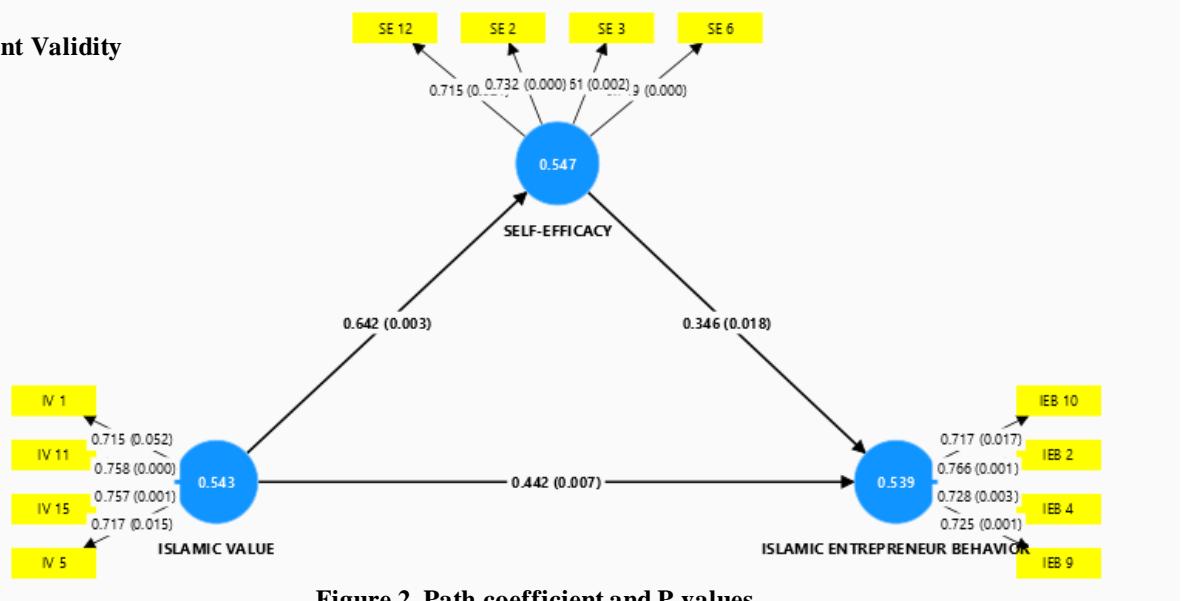 nt Validity
SE 12
SE 2
SE 3
SE 6
0.715
0.732 (0.000)
(0.002)
(0.000)
0.547
SELF-EFFICACY
0.642 (0.003)
0.346 (0.018)
IV 1
IV 11
IV 15
IV 5
0.715 (0.052)
0.758 (0.000)
0.757 (0.001)
0.717 (0.015)
0.543
ISLAMIC VALUE
0.442 (0.007)
0.539
ISLAMIC ENTREPRENEUR BEHAVIOR
0.717 (0.017)
0.766 (0.001)
0.728 (0.003)
0.725 (0.001)
IEB 10
IEB 2
IEB 4
IEB 9
Figure 2. Path coefficient and P values